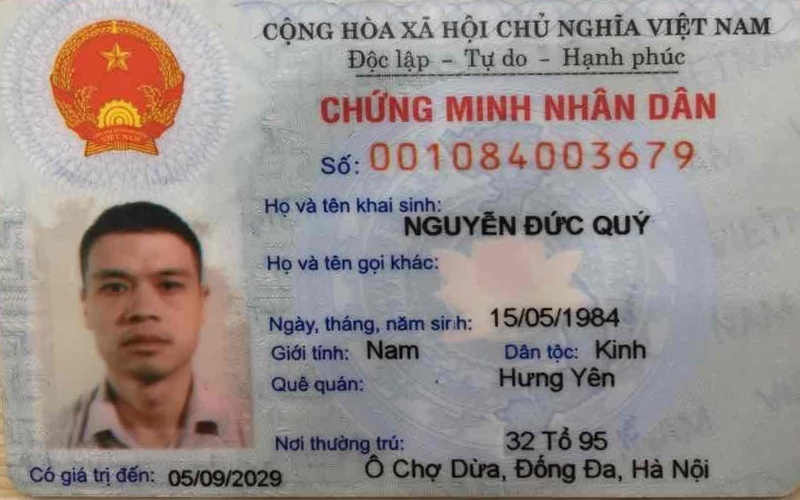 CỘNG HÒA XÃ HỘI CHỦ NGHĨA VIỆT NAM
Độc lập - Tự do - Hạnh phúc
CHỨNG MINH NHÂN DÂN
Số: 001084003679
Họ và tên khai sinh:
NGUYỄN ĐỨC QUÝ
Họ và tên gọi khác:
Ngày, tháng, năm sinh: 15/05/1984
Giới tính: Nam Dân tộc: Kinh
Quê quán: Hưng Yên
Nơi thường trú: 32 Tổ 95
Ô Chợ Dừa, Đống Đa, Hà Nội
Có giá trị đến: 05/09/2029